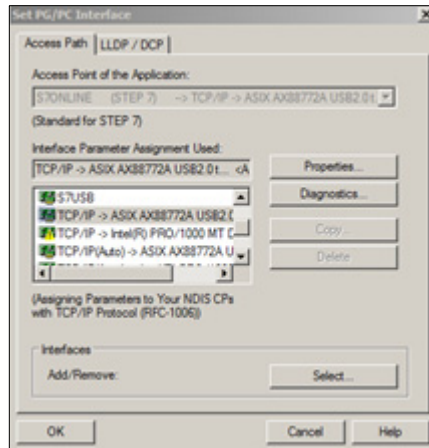 Set PG/PC Interface
Access Path
LLDP / DCP
Access Point of the Application:
S7ONLINE (STEP 7) -> TCP/IP -> ASIX AX88772A USB2.0 t...
(Standard for STEP 7)
Interface Parameter Assignment Used:
TCP/IP -> ASIX AX88772A USB2.0 t... <A
Properties...
S7USB
Diagnostics...
TCP/IP -> ASIX AX88772A USB2.0
TCP/IP -> Intel(R) PRO/1000 MT D
Copy...
TCP/IP(Auto) -> ASIX AX88772A U
Delete
(Assigning Parameters to Your NDIS CPs
with TCP/IP Protocol (RFC-1006))
Interfaces
Add/Remove:
Select...
OK
Cancel
Help